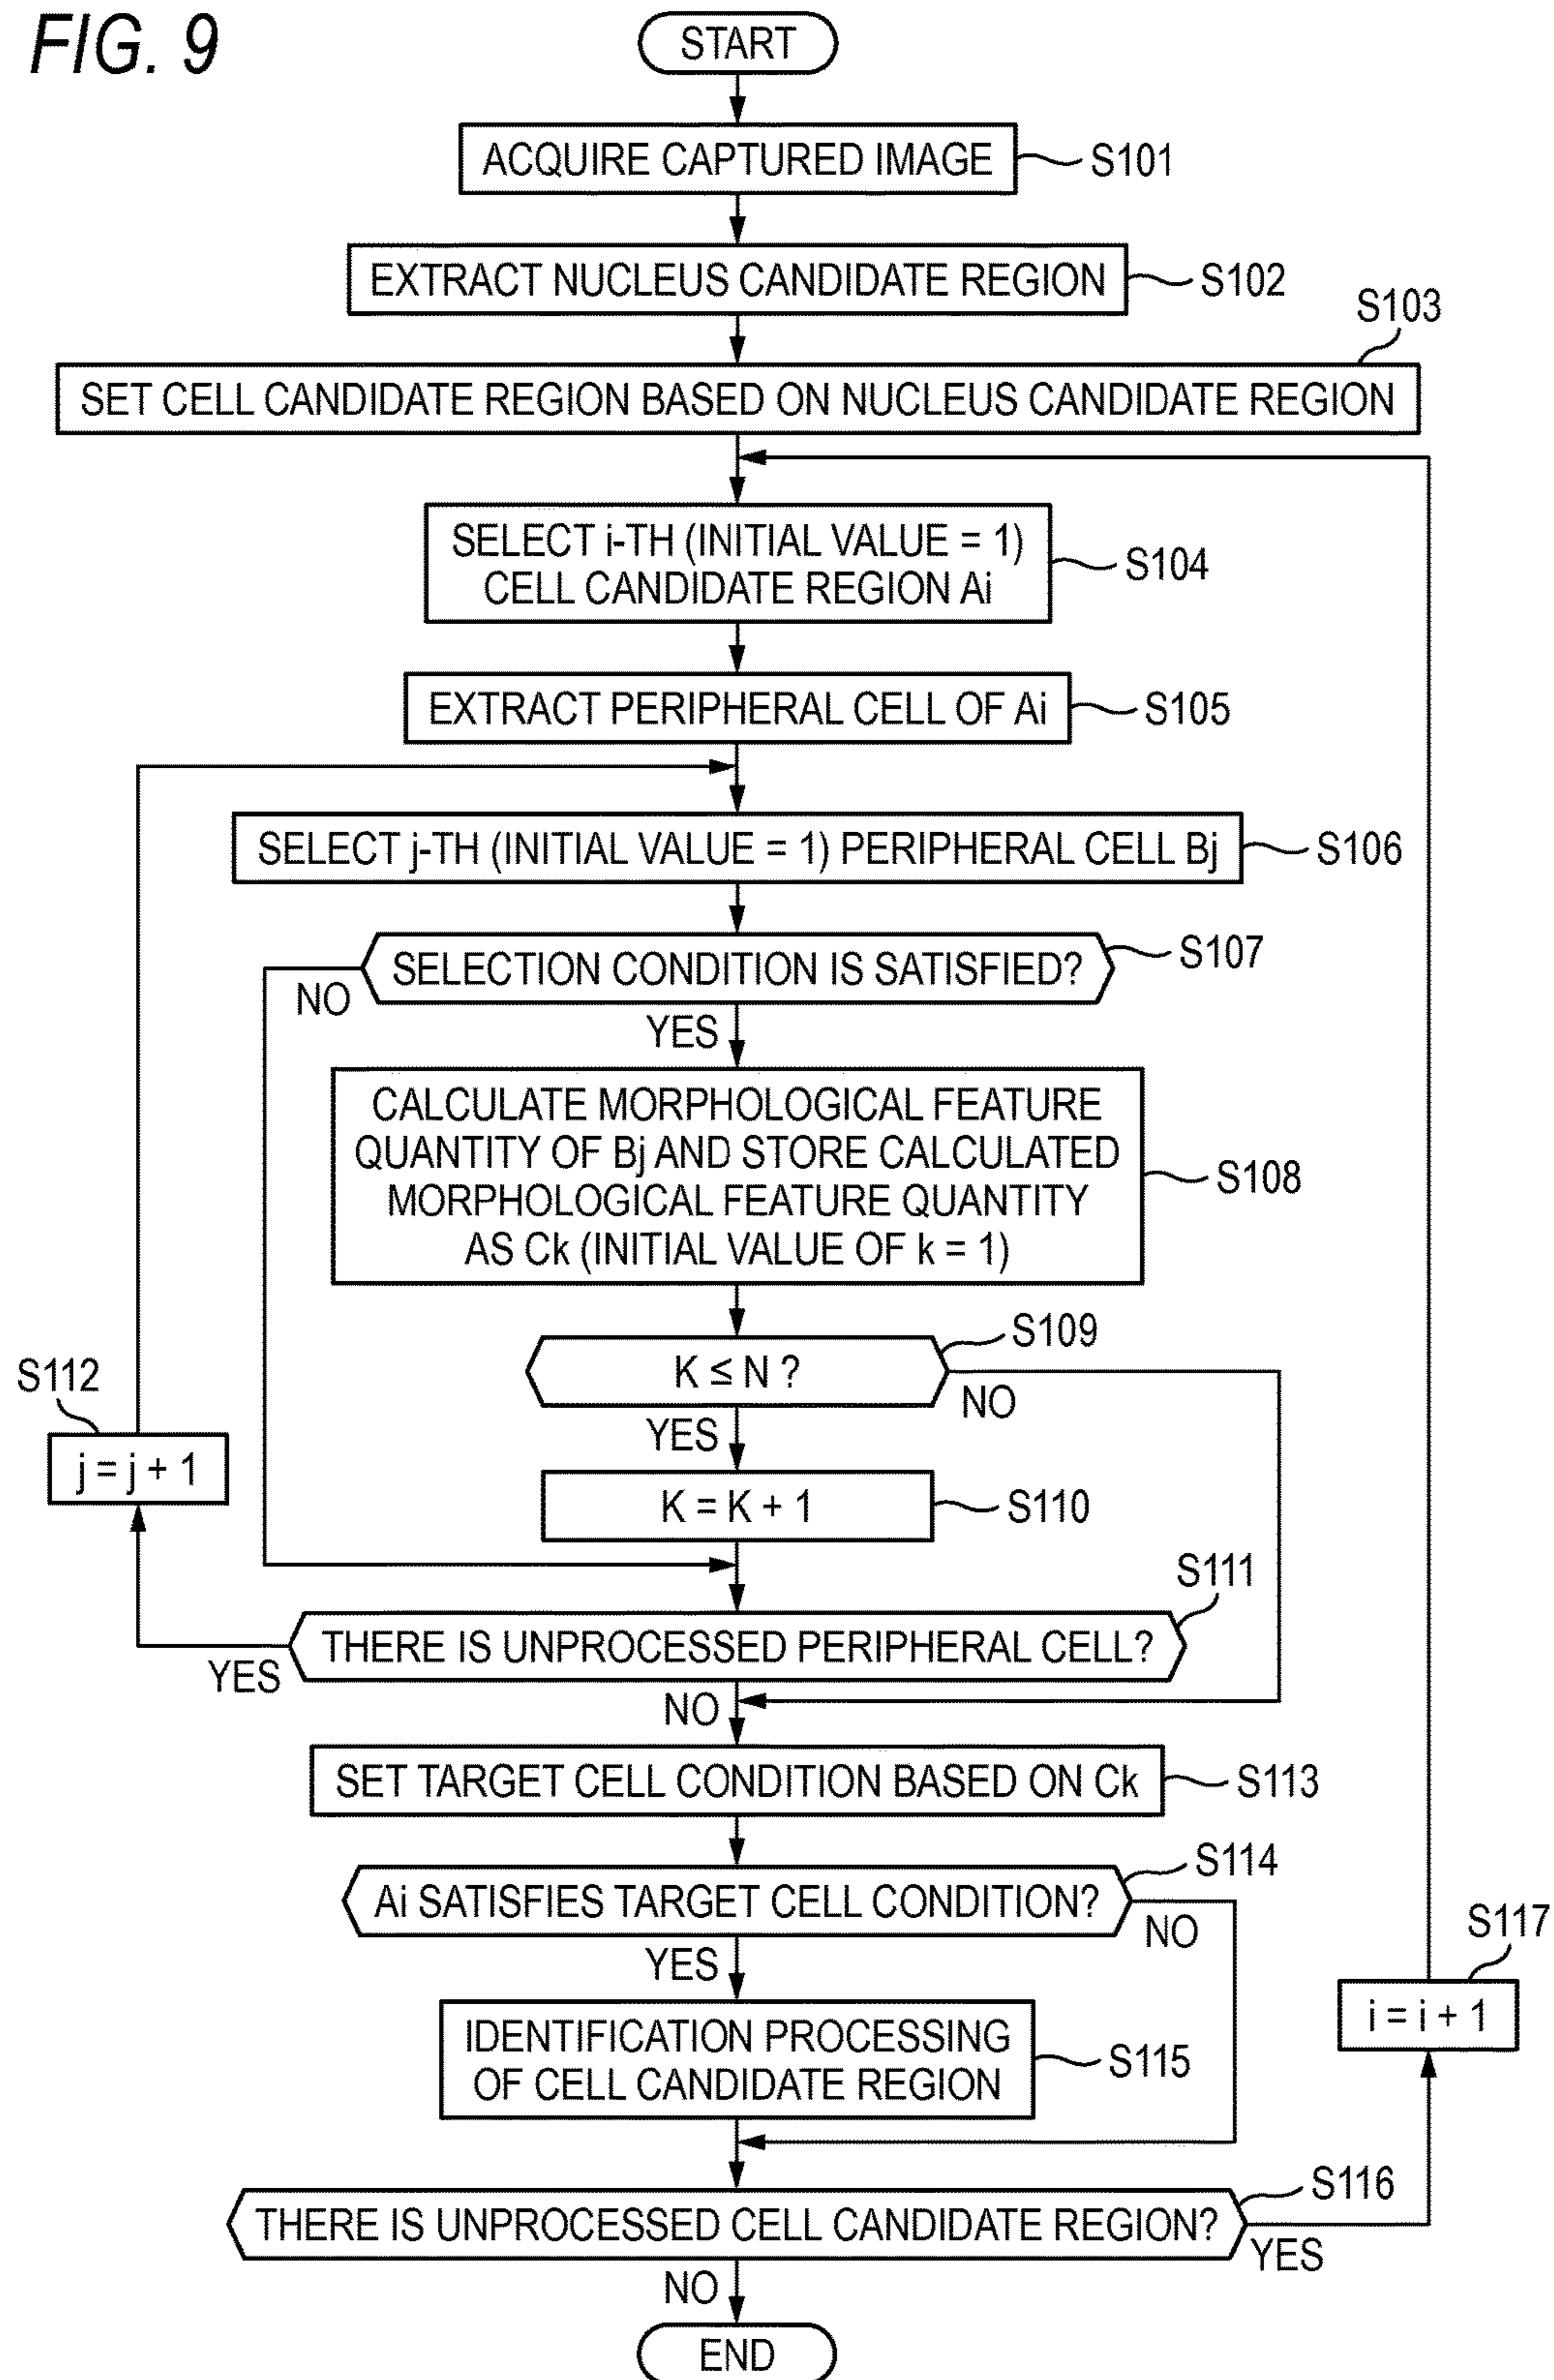 FIG. 9
START
ACQUIRE CAPTURED IMAGE
S101
EXTRACT NUCLEUS CANDIDATE REGION
S102
S103
SET CELL CANDIDATE REGION BASED ON NUCLEUS CANDIDATE REGION
SELECT i-TH (INITIAL VALUE = 1)
CELL CANDIDATE REGION Ai
S104
EXTRACT PERIPHERAL CELL OF Ai
S105
SELECT j-TH (INITIAL VALUE = 1) PERIPHERAL CELL Bj
S106
SELECTION CONDITION IS SATISFIED?
S107
NO
YES
CALCULATE MORPHOLOGICAL FEATURE
QUANTITY OF Bj AND STORE CALCULATED
MORPHOLOGICAL FEATURE QUANTITY
AS Ck (INITIAL VALUE OF k = 1)
S108
S109
K ≤ N ?
NO
YES
S112
j = j + 1
K = K + 1
S110
S111
THERE IS UNPROCESSED PERIPHERAL CELL?
YES
NO
SET TARGET CELL CONDITION BASED ON Ck
S113
S114
Ai SATISFIES TARGET CELL CONDITION?
NO
YES
S117
i = i + 1
IDENTIFICATION PROCESSING
OF CELL CANDIDATE REGION
S115
S116
THERE IS UNPROCESSED CELL CANDIDATE REGION?
YES
NO
END